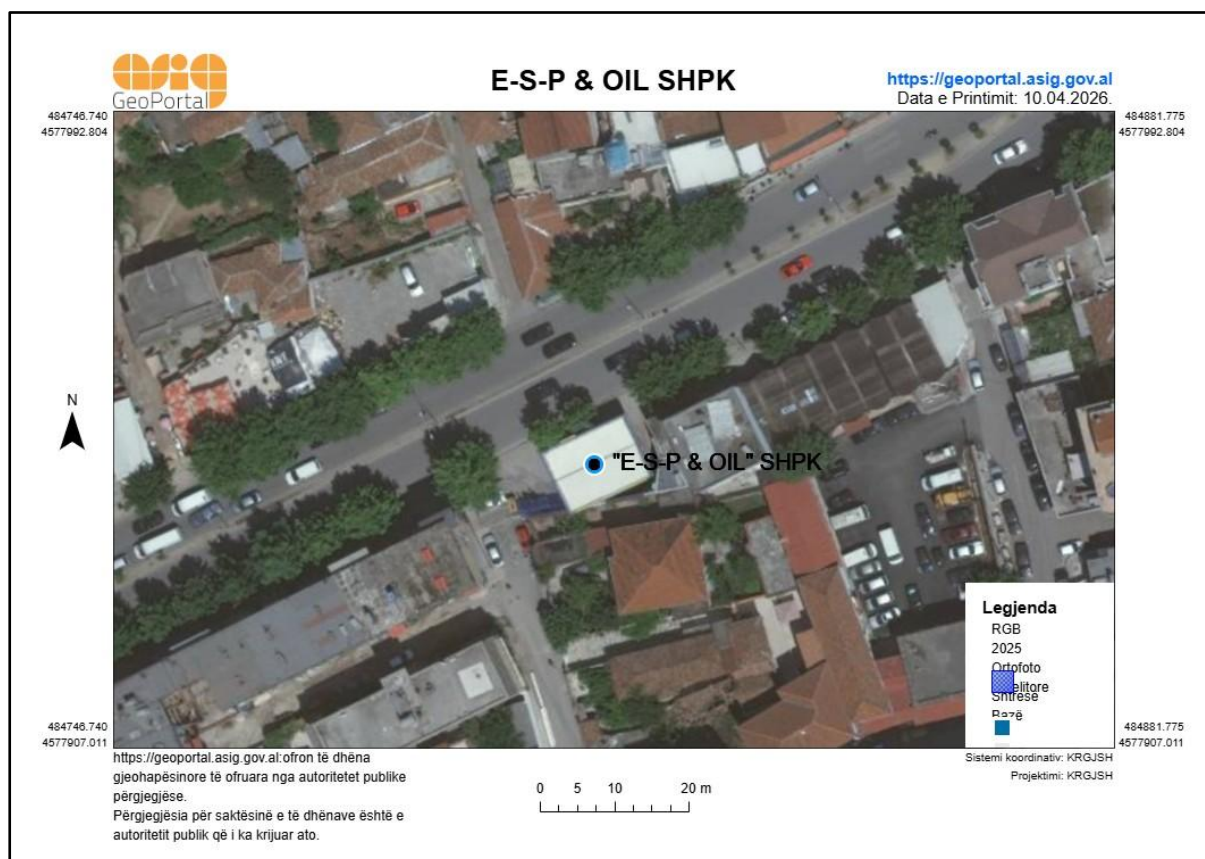 GeoPortal
E-S-P & OIL SHPK
https://geoportal.asig.gov.al
Data e Printimit: 10.04.2026.
484746.740
4577992.804
484881.775
4577992.804
N
"E-S-P & OIL" SHPK
Legjenda
RGB
2025
Ortofoto
Shtresë
Bazë
484746.740
4577907.011
484881.775
4577907.011
https://geoportal.asig.gov.al:ofron të dhëna
gjeohapësinore të ofruara nga autoritetet publike
përgjegjëse.
Përgjegjësia për saktësinë e të dhënave është e
autoritetit publik që i ka krijuar ato.
0 5 10 20 m
Sistemi koordinativ: KRGJSH
Projektimi: KRGJSH